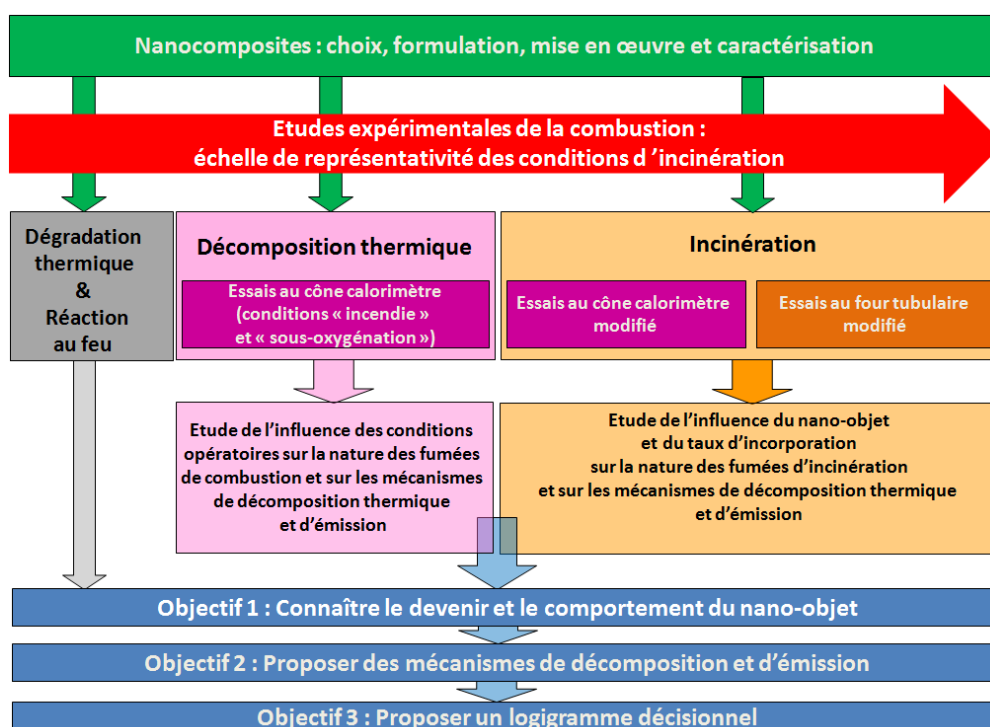 Nanocomposites : choix, formulation, mise en œuvre et caractérisation
Etudes expérimentales de la combustion :
échelle de représentativité des conditions d ’incinération
Dégradation
thermique
&
Réaction
au feu
Décomposition thermique
Essais au cône calorimètre
(conditions « incendie »
et « sous-oxygénation »)
Incinération
Essais au cône calorimètre
modifié
Essais au four tubulaire
modifié
Etude de l’influence des conditions
opératoires sur la nature des fumées
de combustion et sur les mécanismes
de décomposition thermique
et d’émission
Etude de l’influence du nano-objet
et du taux d’incorporation
sur la nature des fumées d’incinération
et sur les mécanismes de décomposition thermique
et d’émission
Objectif 1 : Connaître le devenir et le comportement du nano-objet
Objectif 2 : Proposer des mécanismes de décomposition et d’émission
Objectif 3 : Proposer un logigramme décisionnel